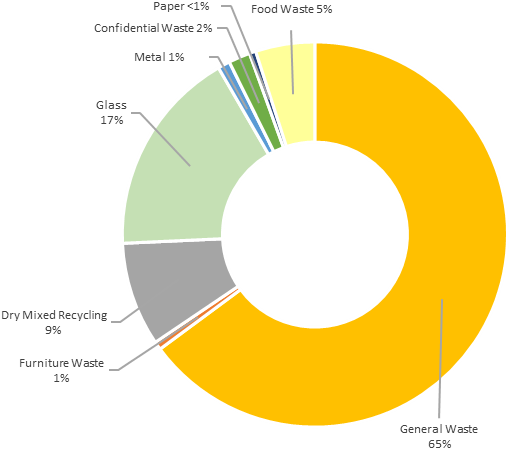 Paper <1%
Food Waste 5%
Confidential Waste 2%
Metal 1%
Glass
17%
Dry Mixed Recycling
9%
Furniture Waste
1%
General Waste
65%